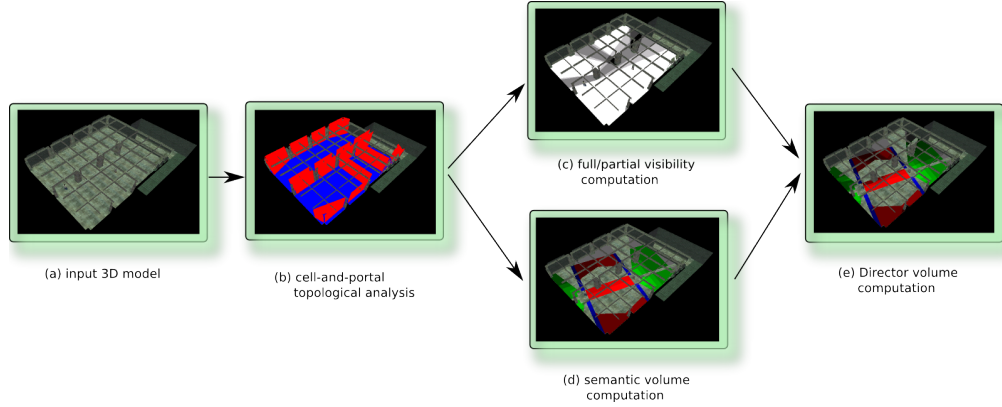 (a) input 3D model
(b) cell-and-portal
topological analysis
(c) full/partial visibility
computation
(d) semantic volume
computation
(e) Director volume
computation